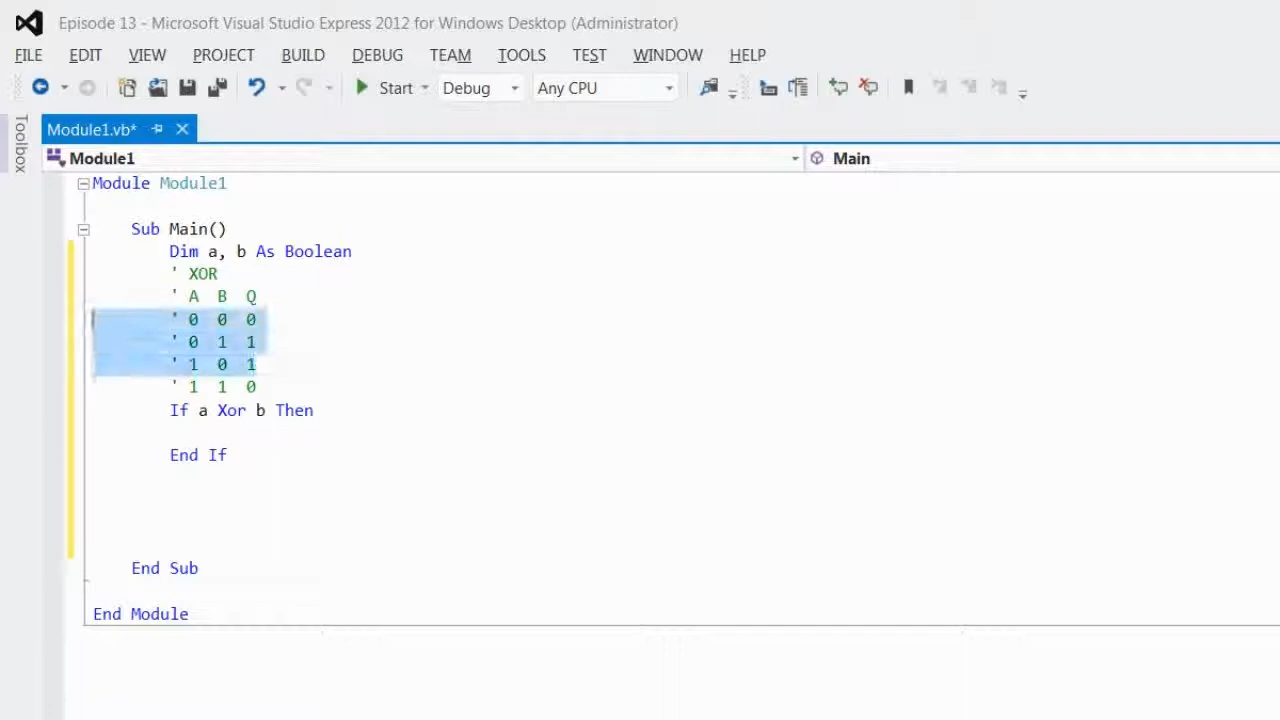 Episode 13 - Microsoft Visual Studio Express 2012 for Windows Desktop (Administrator)
FILE EDIT VIEW PROJECT BUILD DEBUG TEAM TOOLS TEST WINDOW HELP
Start Debug Any CPU
Toolbox
Module1.vb*
Module1 Main
Module Module1
Sub Main()
Dim a, b As Boolean
' XOR
' A B Q
' 0 0 0
' 0 1 1
' 1 0 1
' 1 1 0
If a Xor b Then
End If
End Sub
End Module